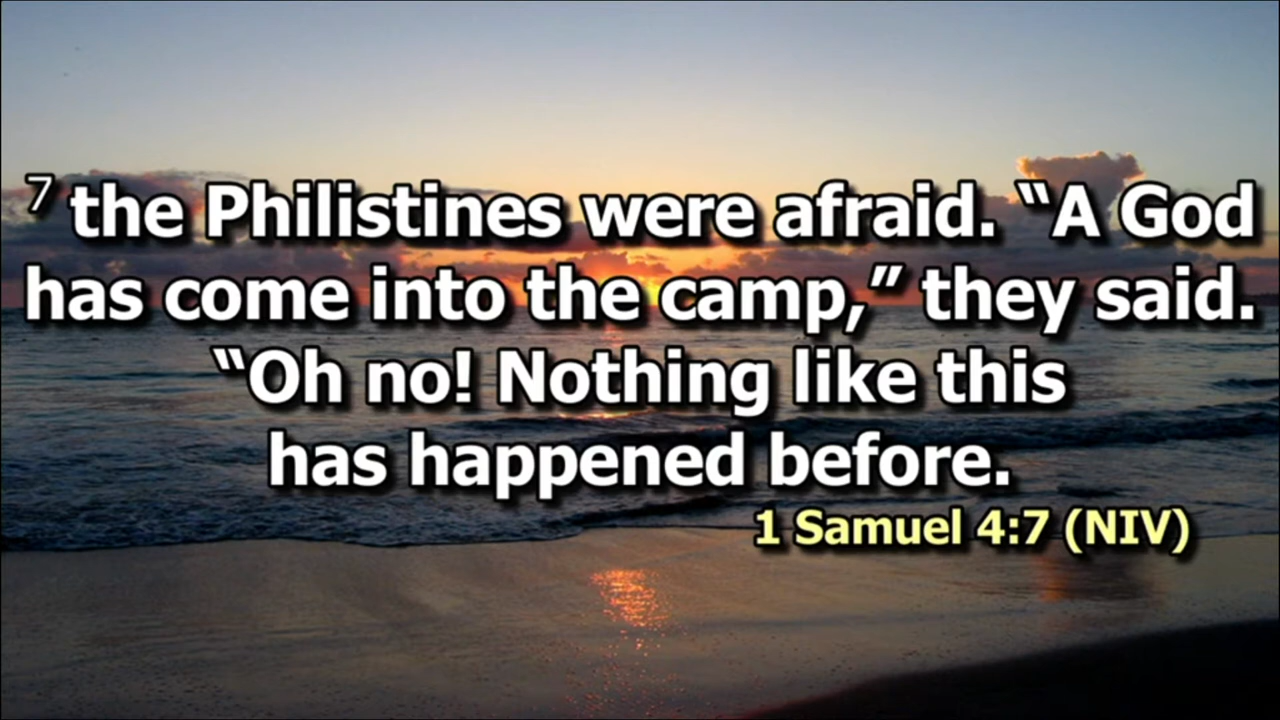 7 the Philistines were afraid. “A God
has come into the camp,” they said.
“Oh no! Nothing like this
has happened before.
1 Samuel 4:7 (NIV)